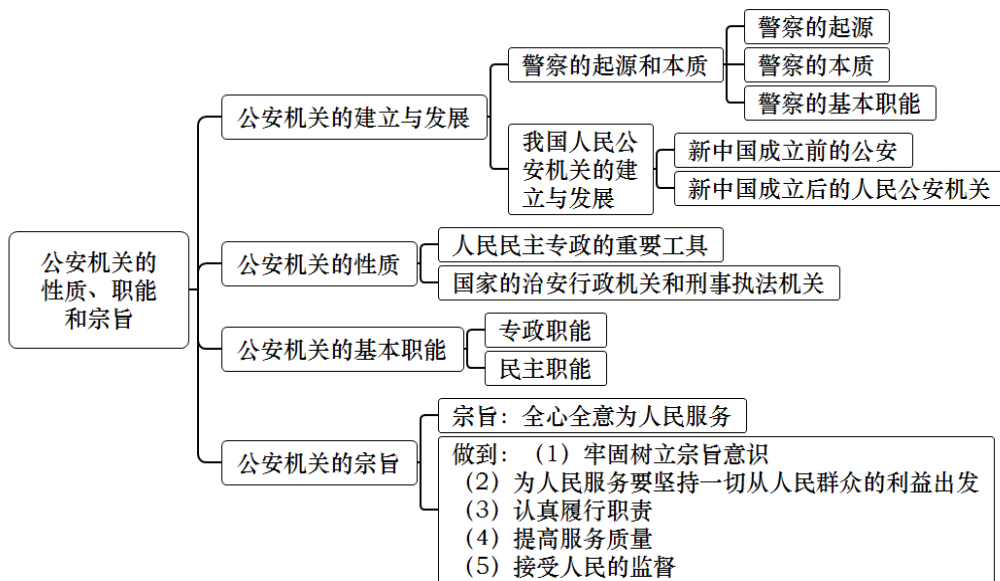 公安机关的
性质、职能
和宗旨
公安机关的建立与发展
警察的起源和本质
警察的起源
警察的本质
警察的基本职能
我国人民公
安机关的建
立与发展
新中国成立前的公安
新中国成立后的人民公安机关
公安机关的性质
人民民主专政的重要工具
国家的治安行政机关和刑事执法机关
公安机关的基本职能
专政职能
民主职能
公安机关的宗旨
宗旨：全心全意为人民服务
做到：（1）牢固树立宗旨意识
（2）为人民服务要坚持一切从人民群众的利益出发
（3）认真履行职责
（4）提高服务质量
（5）接受人民的监督